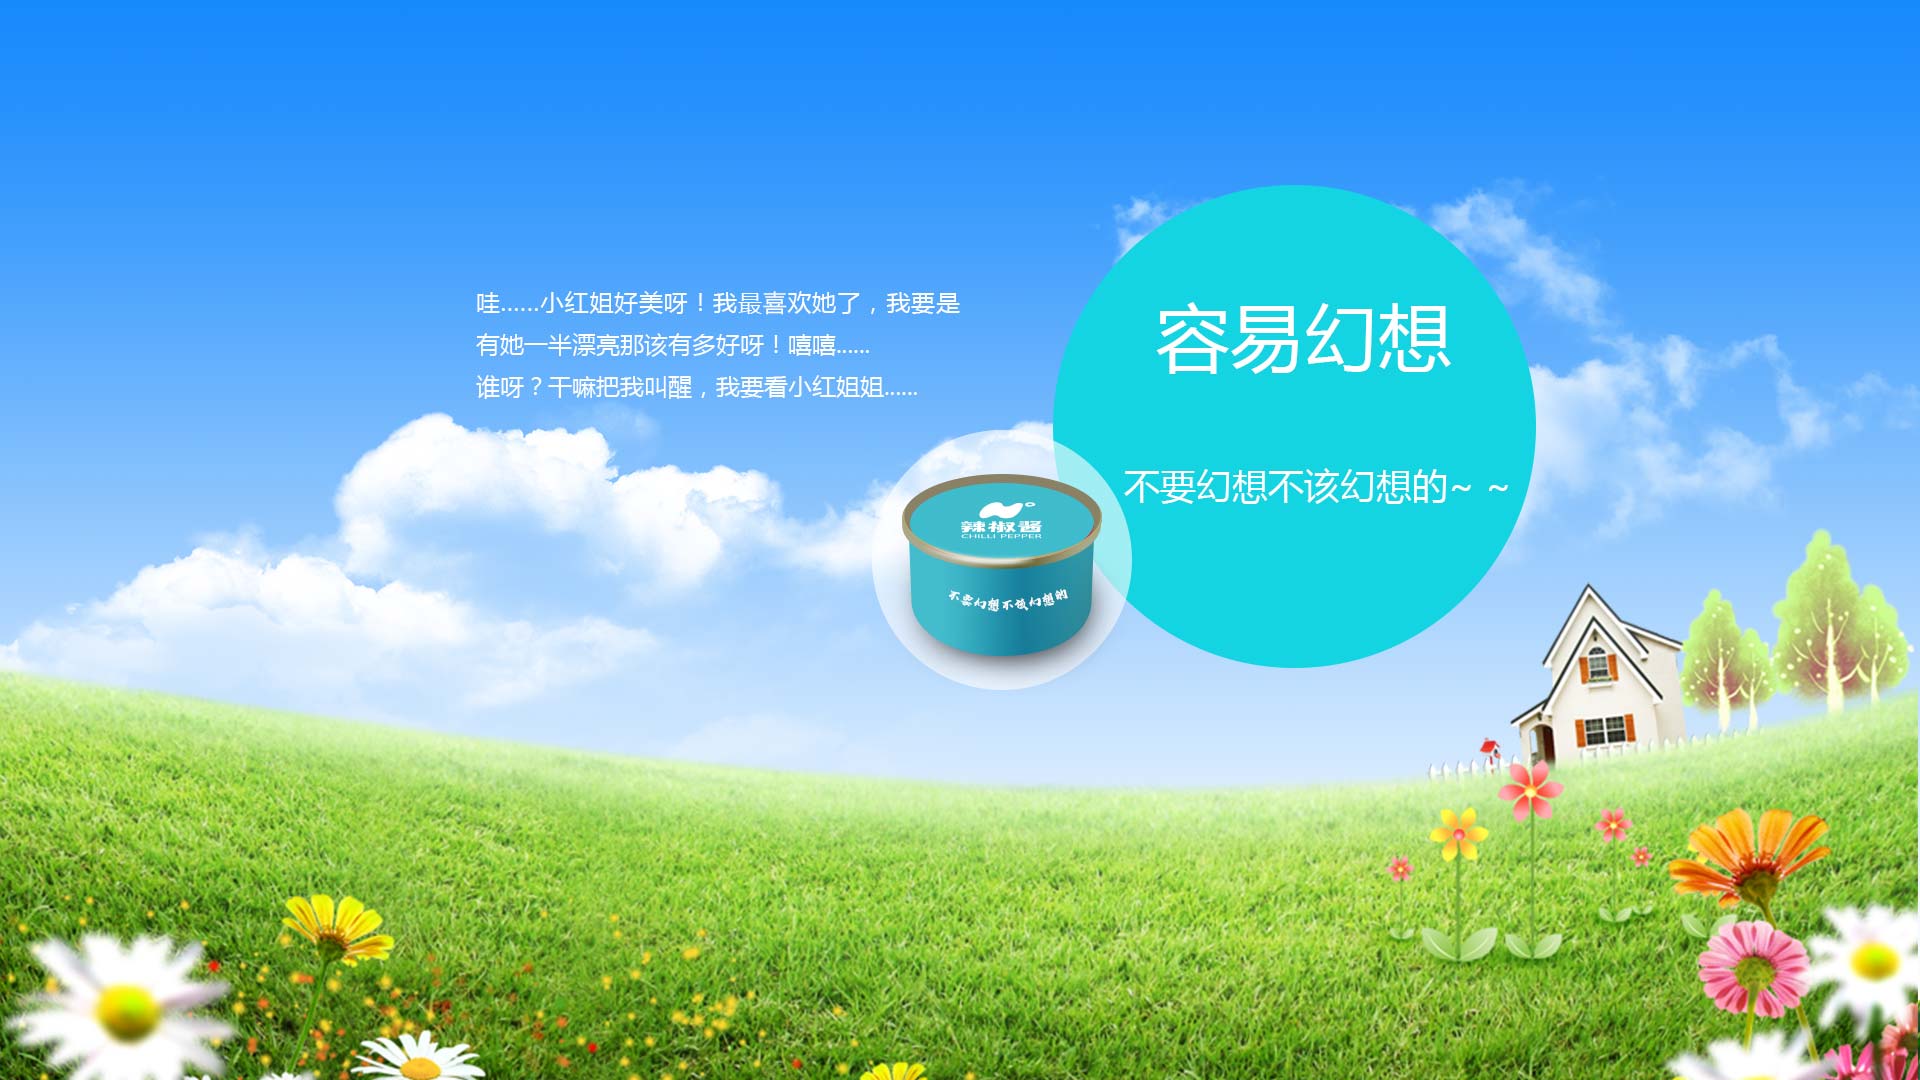 哇......小红姐好美呀！我最喜欢她了，我要是
有她一半漂亮那该有多好呀！嘻嘻......
谁呀？干嘛把我叫醒，我要看小红姐姐......
容易幻想
不要幻想不该幻想的~ ~
辣椒酱
CHILLI PEPPER
不要幻想不该幻想的